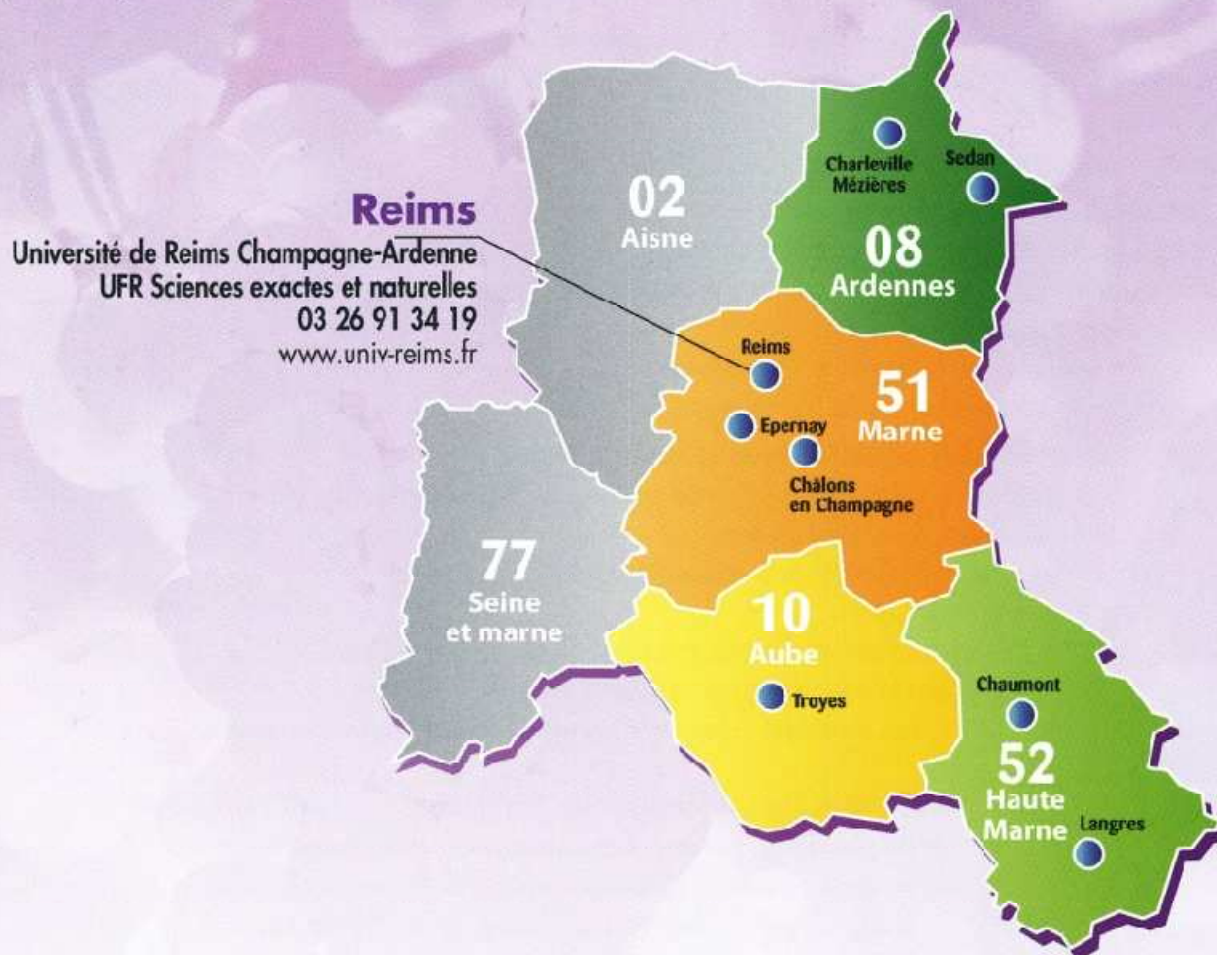 Reims
Université de Reims Champagne-Ardenne
UFR Sciences exactes et naturelles
03 26 91 34 19
www.univ-reims.fr
02
Aisne
Charleville
Mézières
Sedan
08
Ardennes
Reims
51
Marne
Epernay
Châlons
en Champagne
77
Seine
et marne
10
Aube
Troyes
Chaumont
52
Haute
Marne
Langres